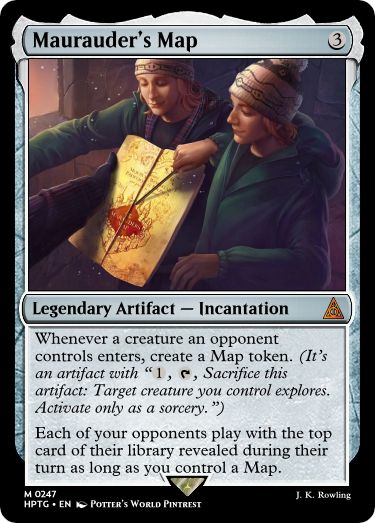 Maurauder's Map 3
Legendary Artifact — Incantation
Whenever a creature an opponent
controls enters, create a Map token. (It's
an artifact with “1, T, Sacrifice this
artifact: Target creature you control explores.
Activate only as a sorcery.”)
Each of your opponents play with the top
card of their library revealed during their
turn as long as you control a Map.
M 0247
HPTG • EN Potter's World Pintrest
J. K. Rowling